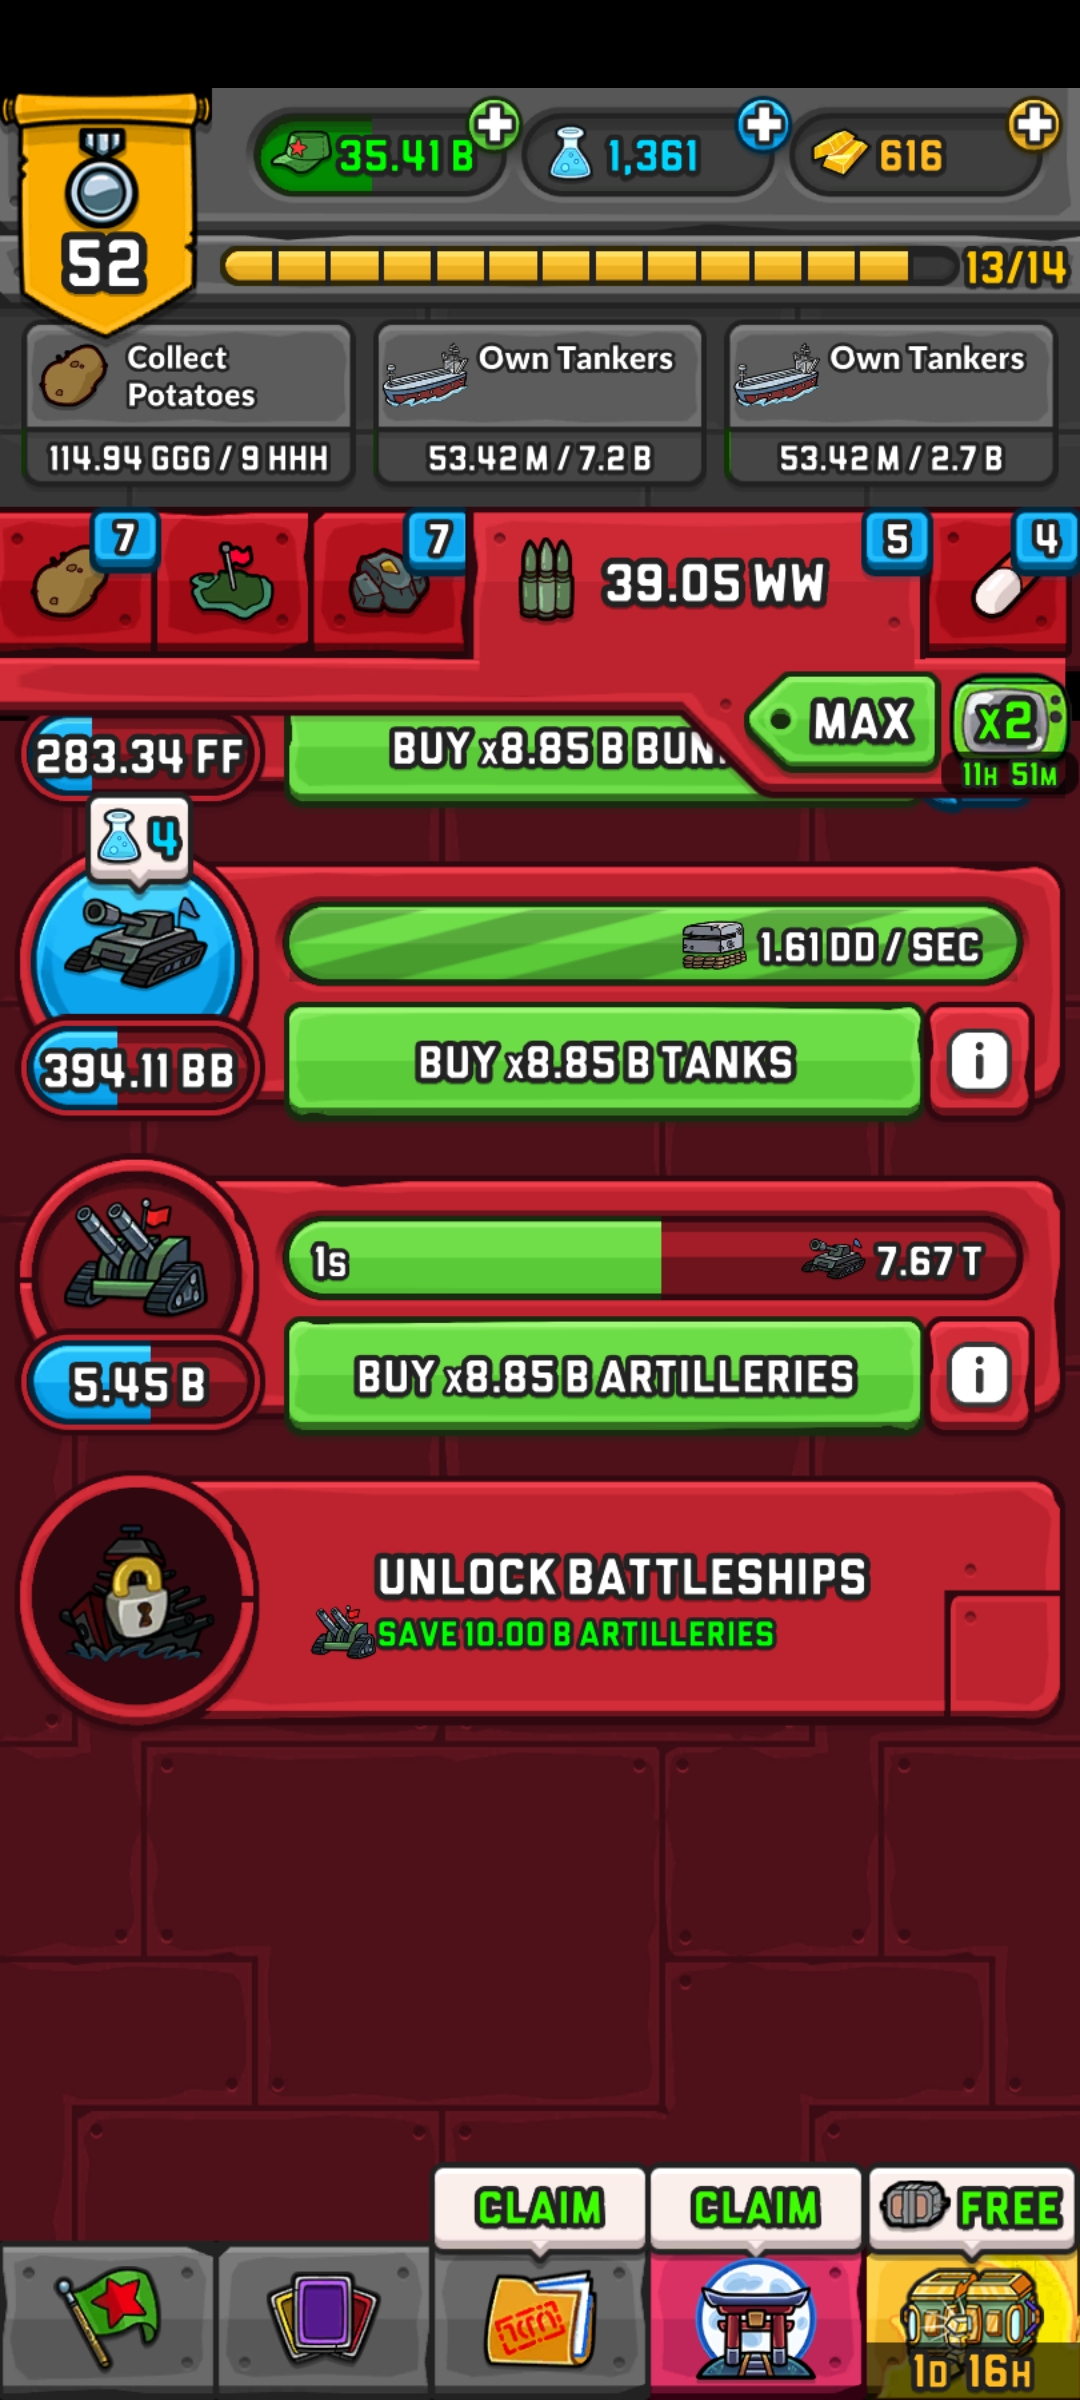 35.41 B
1,361
616
52
13/14
Collect
Potatoes
114.94 GGG / 9 HHH
Own Tankers
53.42 M / 7.2 B
Own Tankers
53.42 M / 2.7 B
7
7
39.05 WW
5
4
MAX
x2
11H 51M
283.34 FF
BUY x8.85 B
4
1.61 DD / SEC
394.11 BB
BUY x8.85 B TANKS
i
1s
7.67 T
5.45 B
BUY x8.85 B ARTILLERIES
i
UNLOCK BATTLESHIPS
SAVE 10.00 B ARTILLERIES
CLAIM
CLAIM
FREE
1D 16H